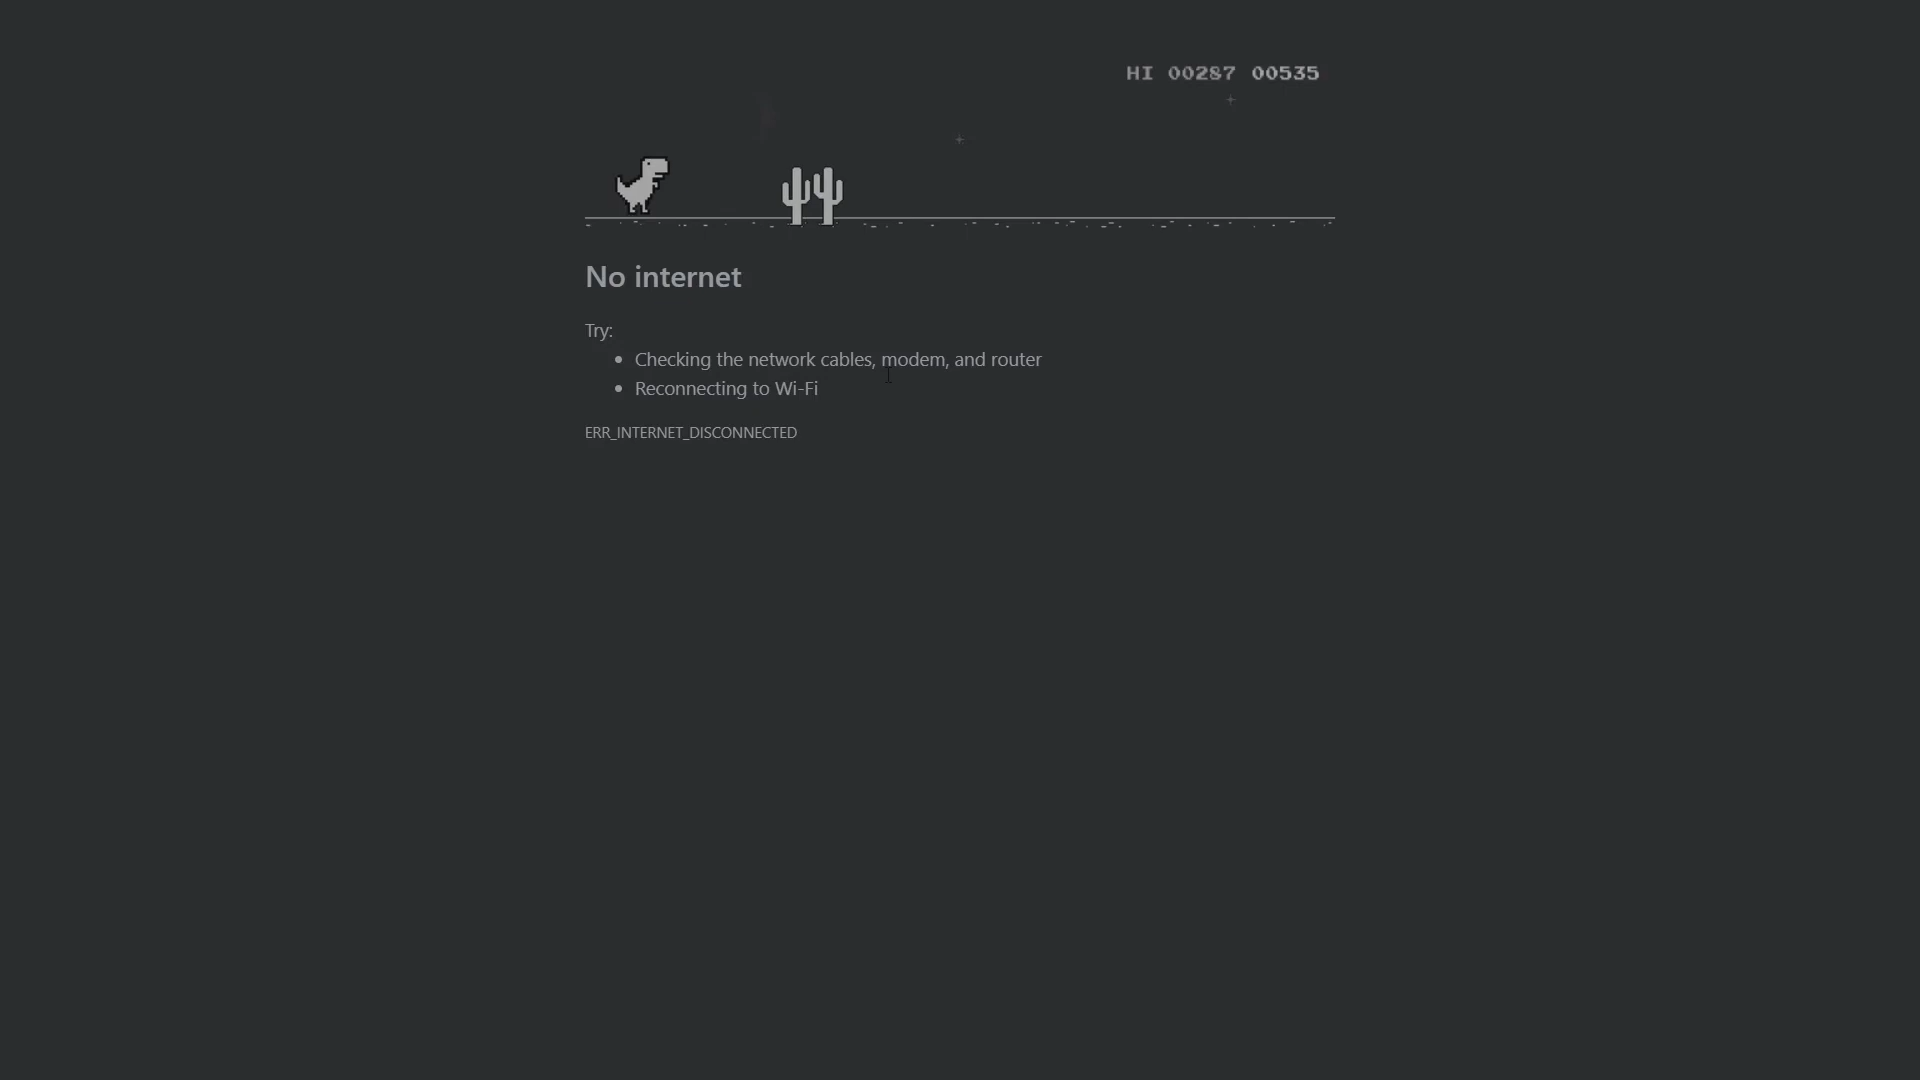 HI 00287 00535
No internet
Try:
Checking the network cables, modem, and router
Reconnecting to Wi-Fi
ERR_INTERNET_DISCONNECTED